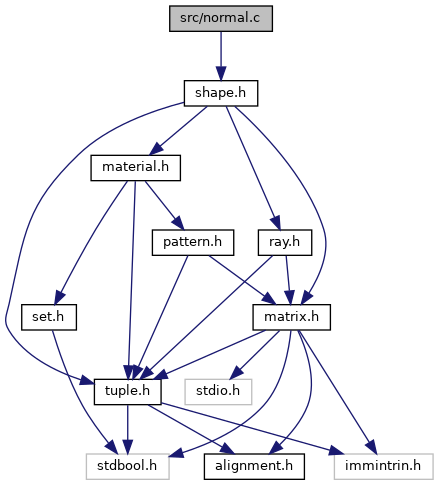 src/normal.c
shape.h
material.h
pattern.h
ray.h
set.h
matrix.h
tuple.h
stdio.h
stdbool.h
alignment.h
immintrin.h